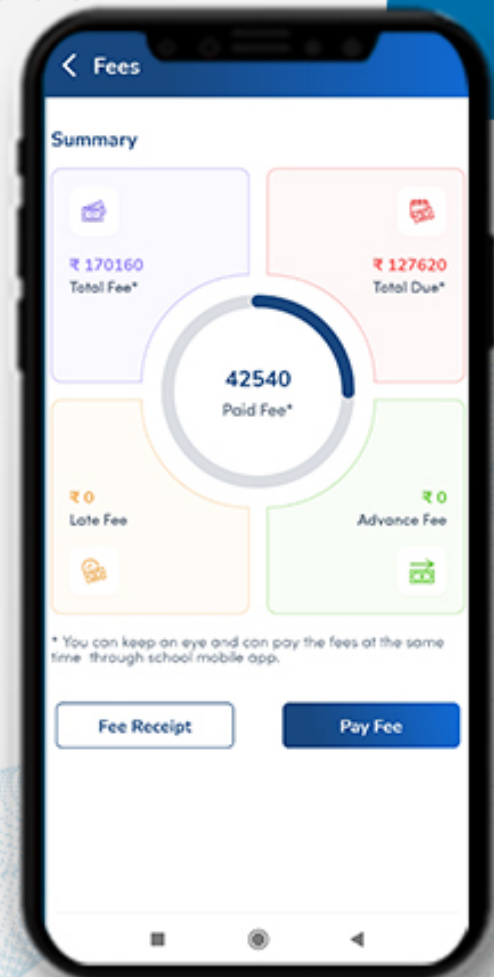 Fees
Summary
₹ 170160
Total Fee*
₹ 127620
Total Due*
42540
Paid Fee*
₹ 0
Late Fee
₹ 0
Advance Fee
* You can keep an eye and can pay the fees at the same
time through school mobile app.
Fee Receipt
Pay Fee